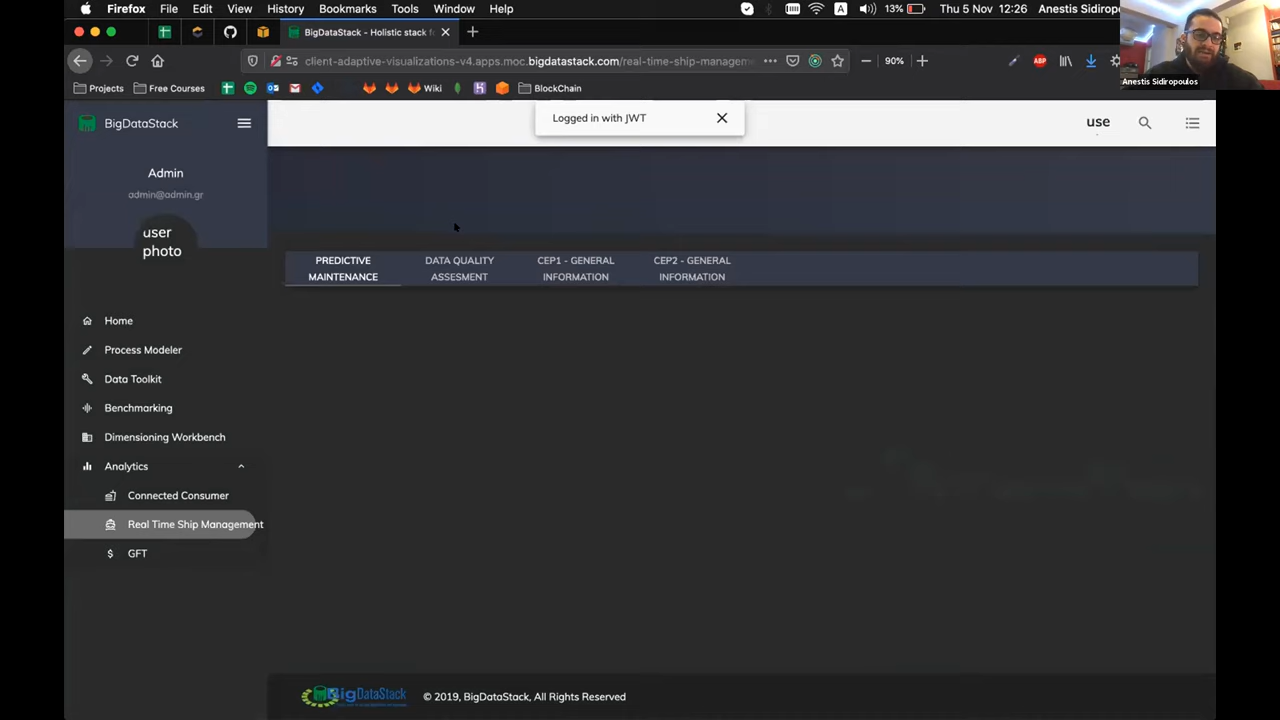 Firefox File Edit View History Bookmarks Tools Window Help
A 13% Thu 5 Nov 12:26 Anestis Sidiropo
BigDataStack - Holistic stack f
client-adaptive-visualizations-v4.apps.moc.bigdatastack.com/real-time-ship-managem
90%
ABP
Projects Free Courses Wiki BlockChain
Anestis Sidiropoulos
BigDataStack
Logged in with JWT
use
Admin
admin@admin.gr
user
photo
PREDICTIVE
MAINTENANCE
DATA QUALITY
ASSESMENT
CEP1 - GENERAL
INFORMATION
CEP2 - GENERAL
INFORMATION
Home
Process Modeler
Data Toolkit
Benchmarking
Dimensioning Workbench
Analytics
Connected Consumer
Real Time Ship Management
GFT
BigDataStack
© 2019, BigDataStack, All Rights Reserved